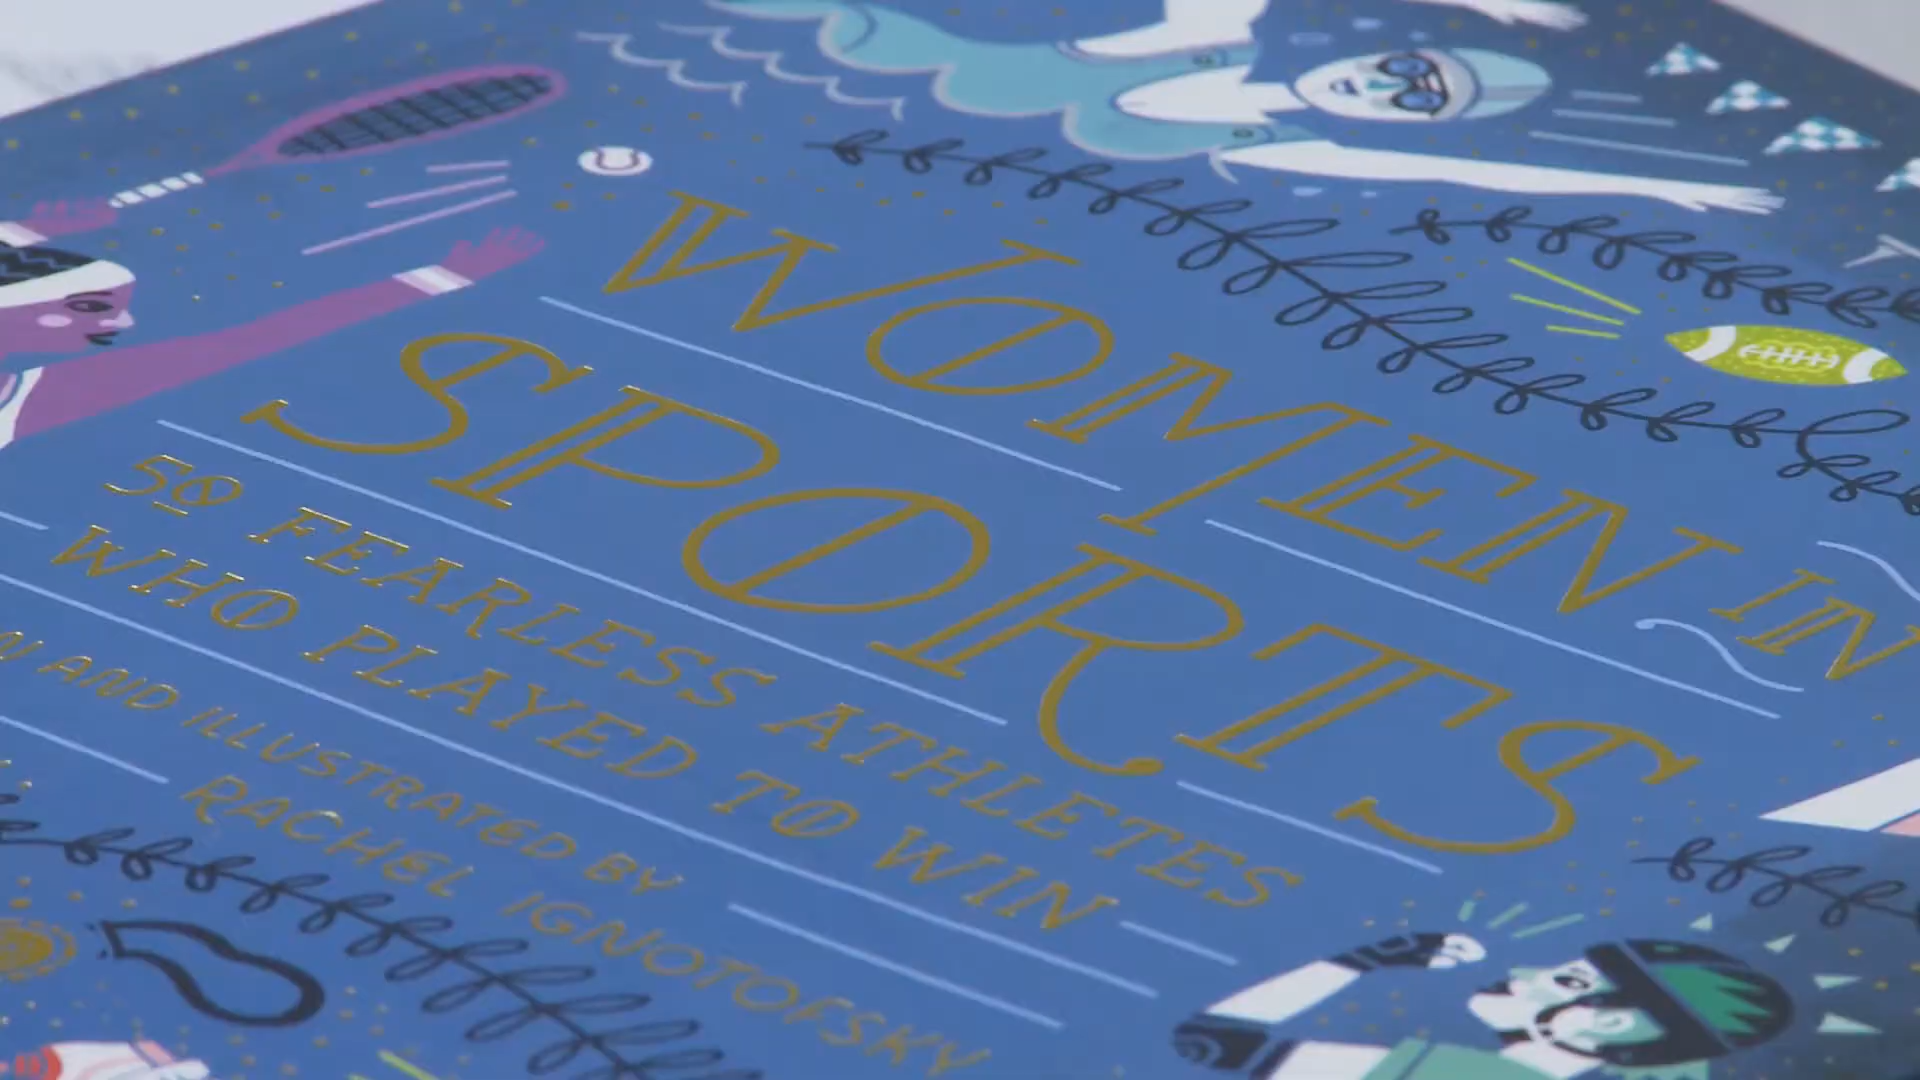 WOMEN IN
SPORTS
50 FEARLESS ATHLETES
WHO PLAYED TO WIN
AND ILLUSTRATED BY
RACHEL IGNOTOFSKY